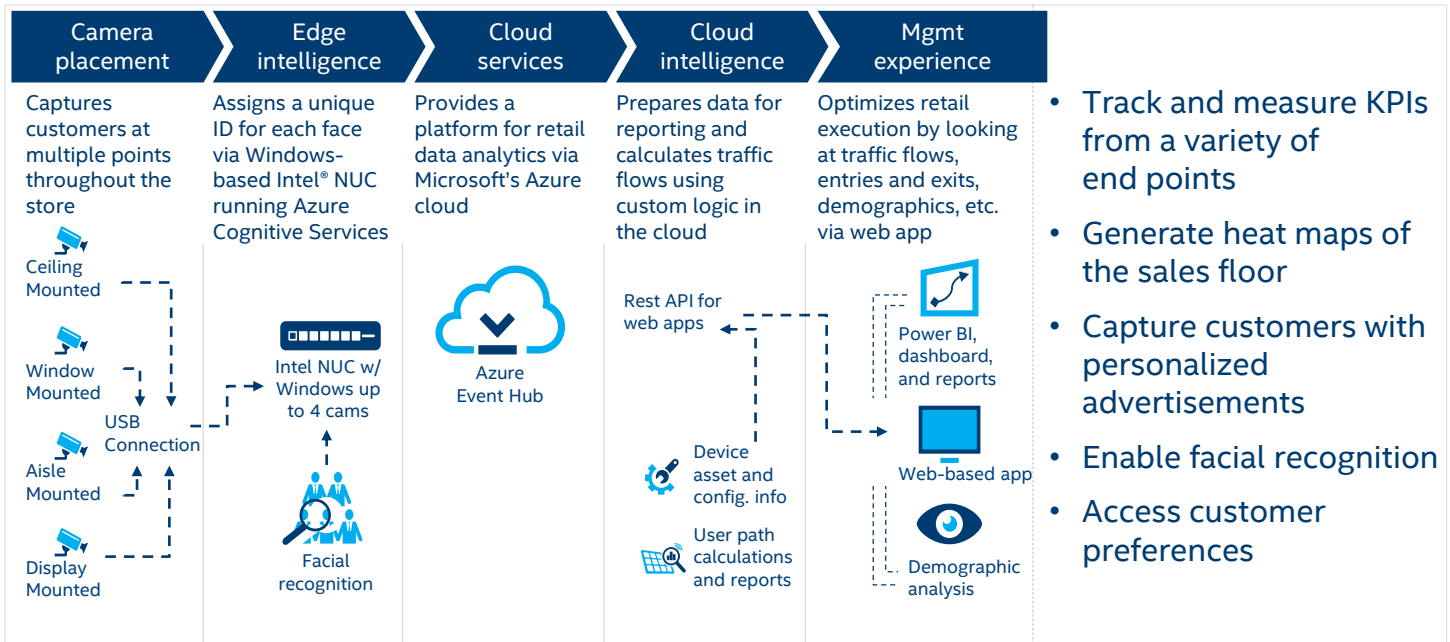 Camera
placement
Edge
intelligence
Cloud
services
Cloud
intelligence
Mgmt
experience
Captures
customers at
multiple points
throughout the
store
Assigns a unique
ID for each face
via Windows-
based Intel® NUC
running Azure
Cognitive Services
Provides a
platform for retail
data analytics via
Microsoft's Azure
cloud
Prepares data for
reporting and
calculates traffic
flows using
custom logic in
the cloud
Optimizes retail
execution by looking
at traffic flows,
entries and exits,
demographics, etc.
via web app
Ceiling
Mounted
Window
Mounted
USB
Connection
Aisle
Mounted
Display
Mounted
Intel NUC w/
Windows up
to 4 cams
Facial
recognition
Azure
Event Hub
Rest API for
web apps
Device
asset and
config. info
User path
calculations
and reports
Power BI,
dashboard,
and reports
Web-based app
Demographic
analysis
• Track and measure KPIs
from a variety of
end points
• Generate heat maps of
the sales floor
• Capture customers with
personalized
advertisements
• Enable facial recognition
• Access customer
preferences